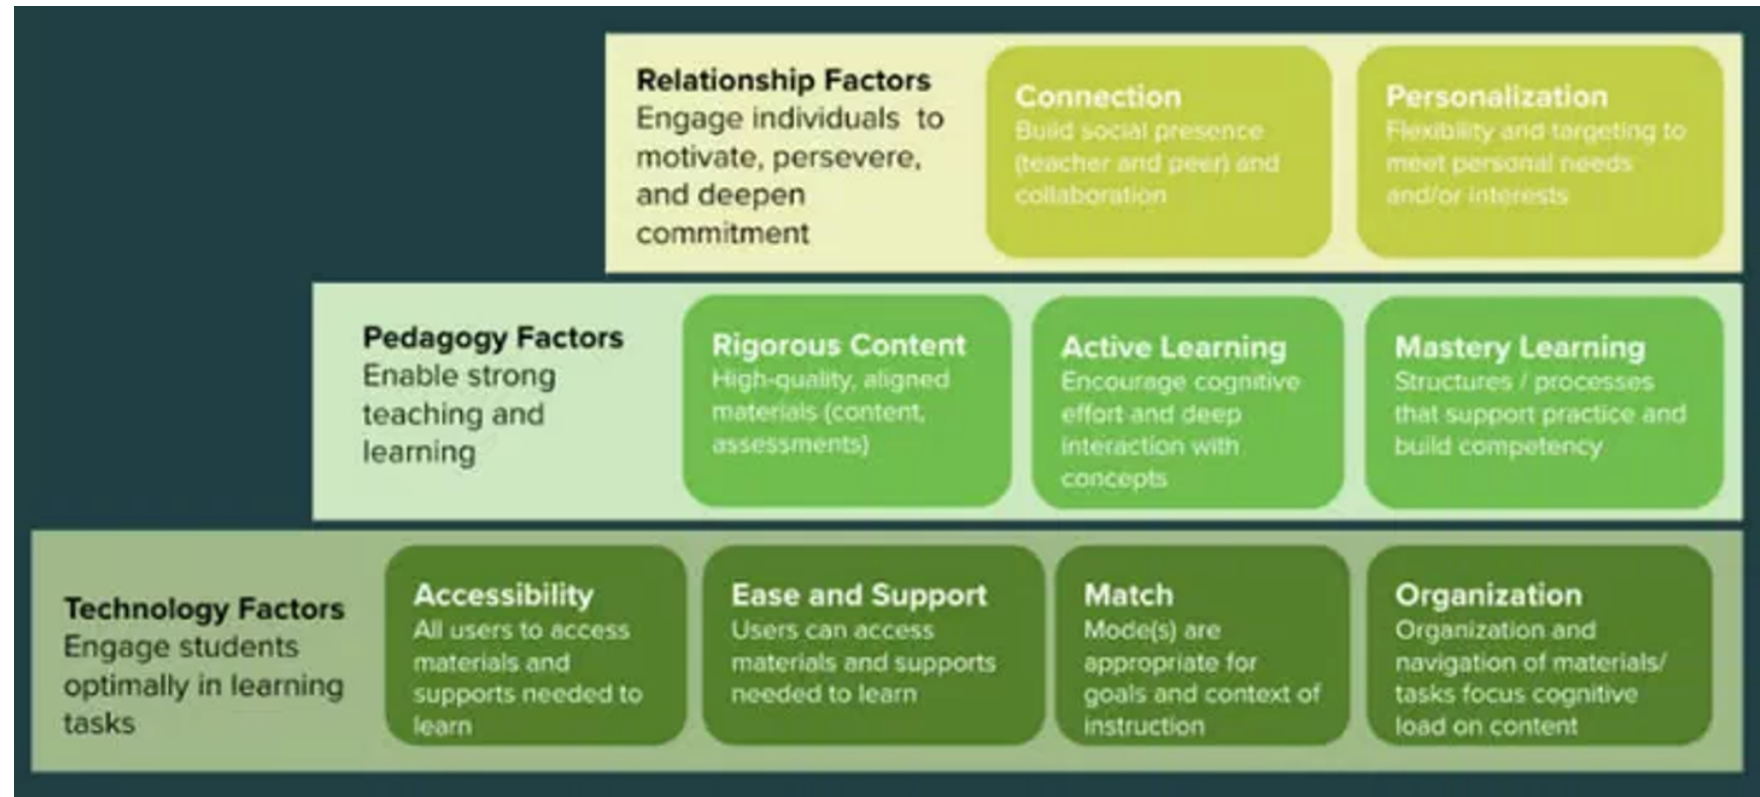 Relationship Factors
Engage individuals to
motivate, persevere,
and deepen
commitment
Connection
Build social presence
(teacher and peer) and
collaboration
Personalization
Flexibility and targeting to
meet personal needs
and/or interests
Pedagogy Factors
Enable strong
teaching and
learning
Rigorous Content
High-quality, aligned
materials (content,
assessments)
Active Learning
Encourage cognitive
effort and deep
interaction with
concepts
Mastery Learning
Structures / processes
that support practice and
build competency
Technology Factors
Engage students
optimally in learning
tasks
Accessibility
All users to access
materials and
supports needed to
learn
Ease and Support
Users can access
materials and supports
needed to learn
Match
Mode(s) are
appropriate for
goals and context of
instruction
Organization
Organization and
navigation of materials/
tasks focus cognitive
load on content